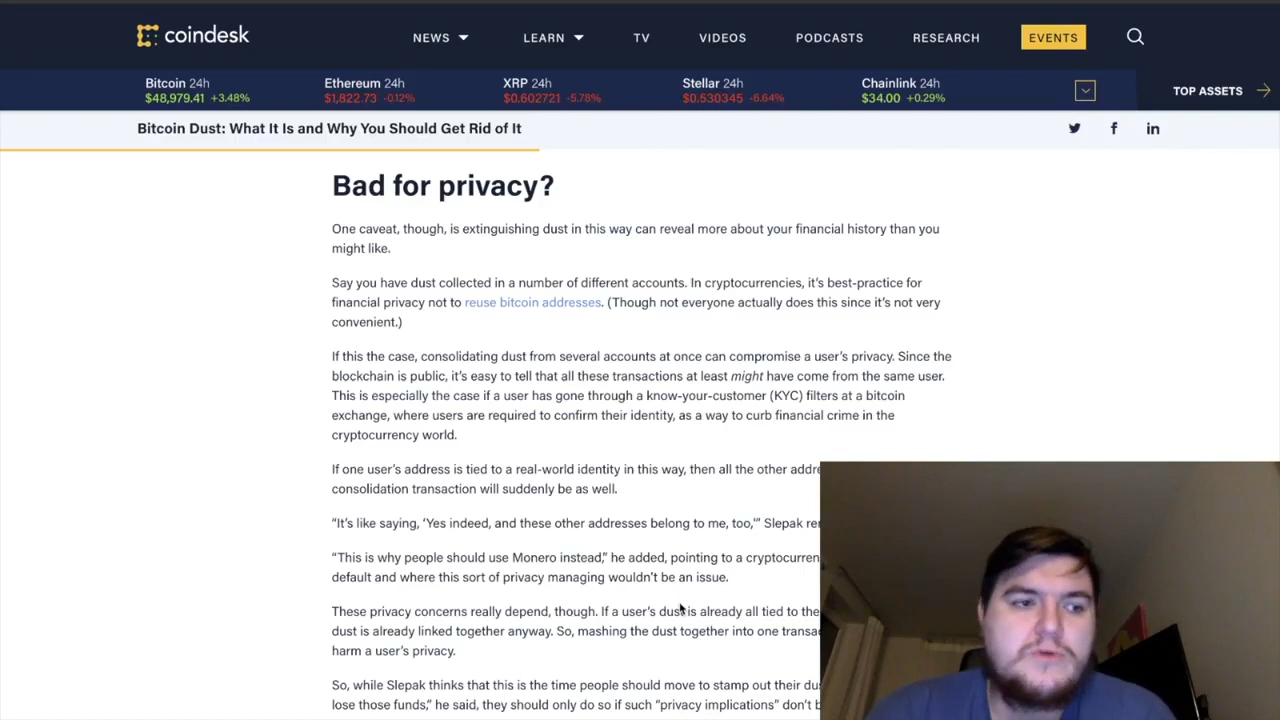 coindesk
NEWS
LEARN
TV
VIDEOS
PODCASTS
RESEARCH
EVENTS
Bitcoin 24h
$48,979.41 +3.48%
Ethereum 24h
$1,822.73 -0.12%
XRP 24h
$0.602721 -5.78%
Stellar 24h
$0.530345 -6.64%
Chainlink 24h
$34.00 +0.29%
TOP ASSETS
Bitcoin Dust: What It Is and Why You Should Get Rid of It
Bad for privacy?
One caveat, though, is extinguishing dust in this way can reveal more about your financial history than you
might like.
Say you have dust collected in a number of different accounts. In cryptocurrencies, it's best-practice for
financial privacy not to reuse bitcoin addresses. (Though not everyone actually does this since it's not very
convenient.)
If this the case, consolidating dust from several accounts at once can compromise a user's privacy. Since the
blockchain is public, it's easy to tell that all these transactions at least might have come from the same user.
This is especially the case if a user has gone through a know-your-customer (KYC) filters at a bitcoin
exchange, where users are required to confirm their identity, as a way to curb financial crime in the
cryptocurrency world.
If one user's address is tied to a real-world identity in this way, then all the other
consolidation transaction will suddenly be as well.
"It's like saying, 'Yes indeed, and these other addresses belong to me, too,'" Slepak
"This is why people should use Monero instead," he added, pointing to a
default and where this sort of privacy managing wouldn't be an issue.
These privacy concerns really depend, though. If a user's dust is already all tied to the
dust is already linked together anyway. So, mashing the dust together into one
harm a user's privacy.
So, while Slepak thinks that this is the time people should move to stamp out their
lose those funds," he said, they should only do so if such "privacy implications" don't